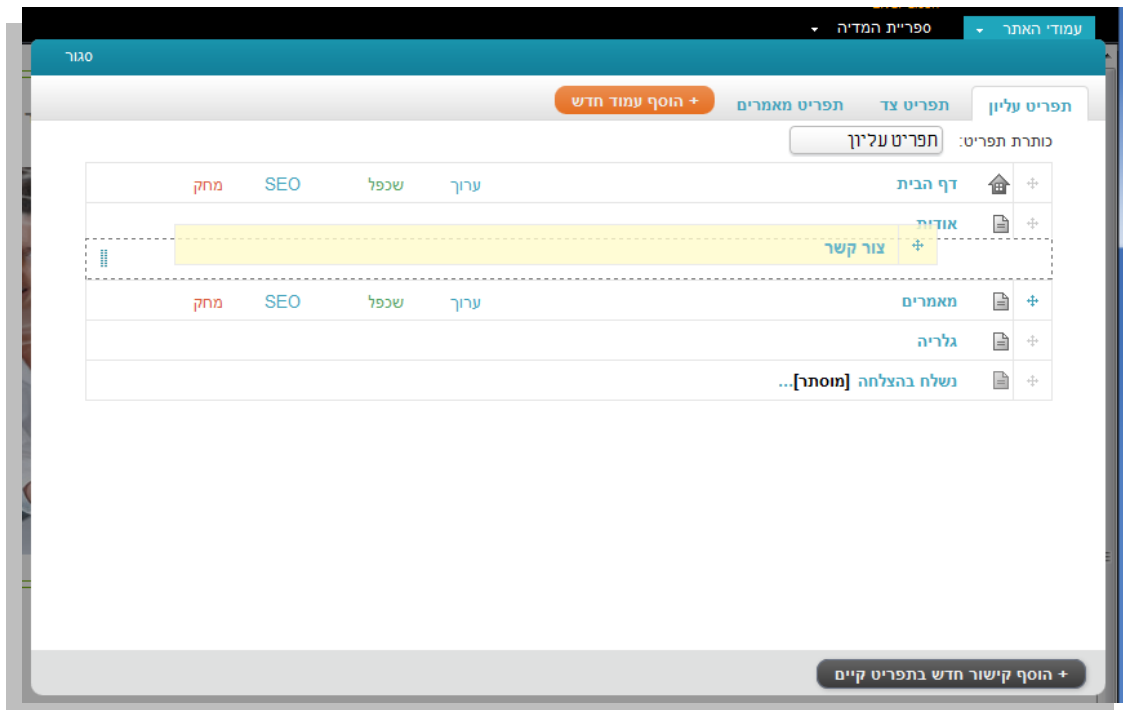 עמודי האתר ספריית המדיה
סגור
תפריט עליון תפריט צד תפריט מאמרים + הוסף עמוד חדש
כותרת תפריט: תפריט עליון
דף הבית ערוך שכפל SEO מחק
אודות
צור קשר
מאמרים ערוך שכפל SEO מחק
גלריה
נשלח בהצלחה [מוסתר]...
+ הוסף קישור חדש בתפריט קיים